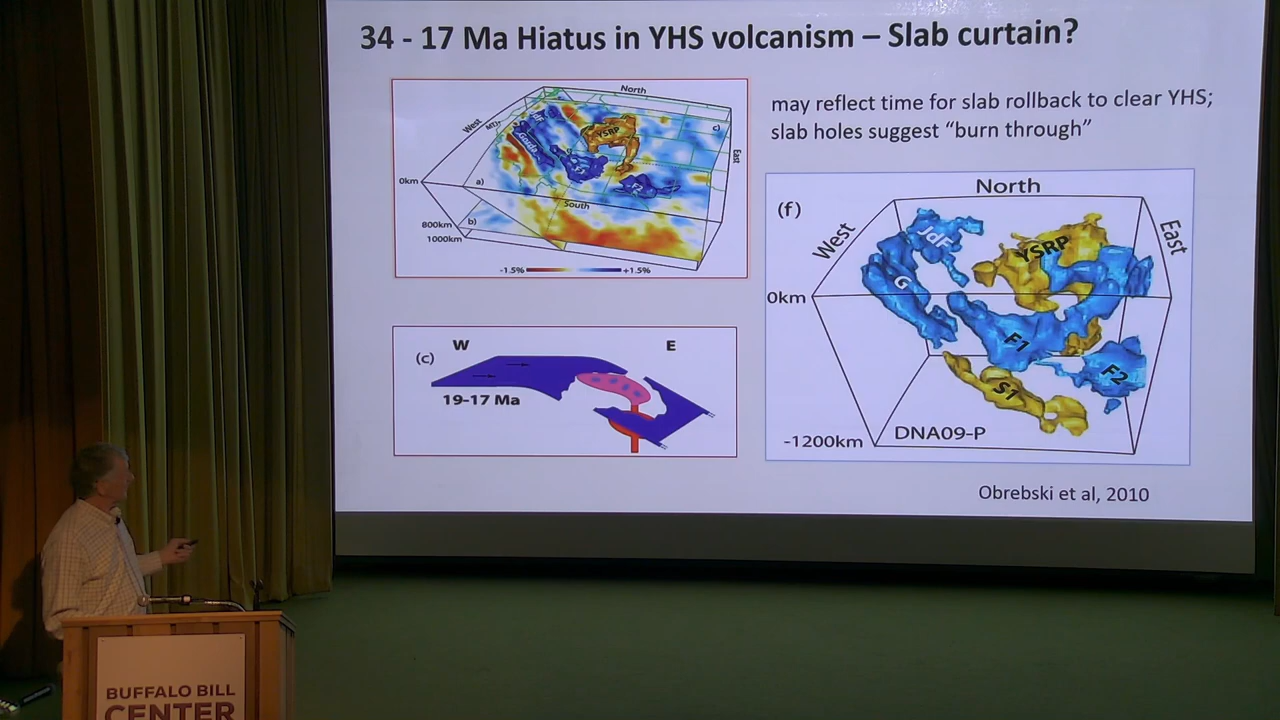 34 - 17 Ma Hiatus in YHS volcanism – Slab curtain?
may reflect time for slab rollback to clear YHS;
slab holes suggest “burn through”
North
West
East
c)
JdF
YSRP
F1
F2
0km
a)
South
b)
800km
1000km
-1.5%
+1.5%
(c)
W
E
19-17 Ma
(f)
North
West
East
JdF
YSRP
G
0km
F1
F2
S1
-1200km
DNA09-P
Obrebski et al, 2010
BUFFALO BILL
CENTER